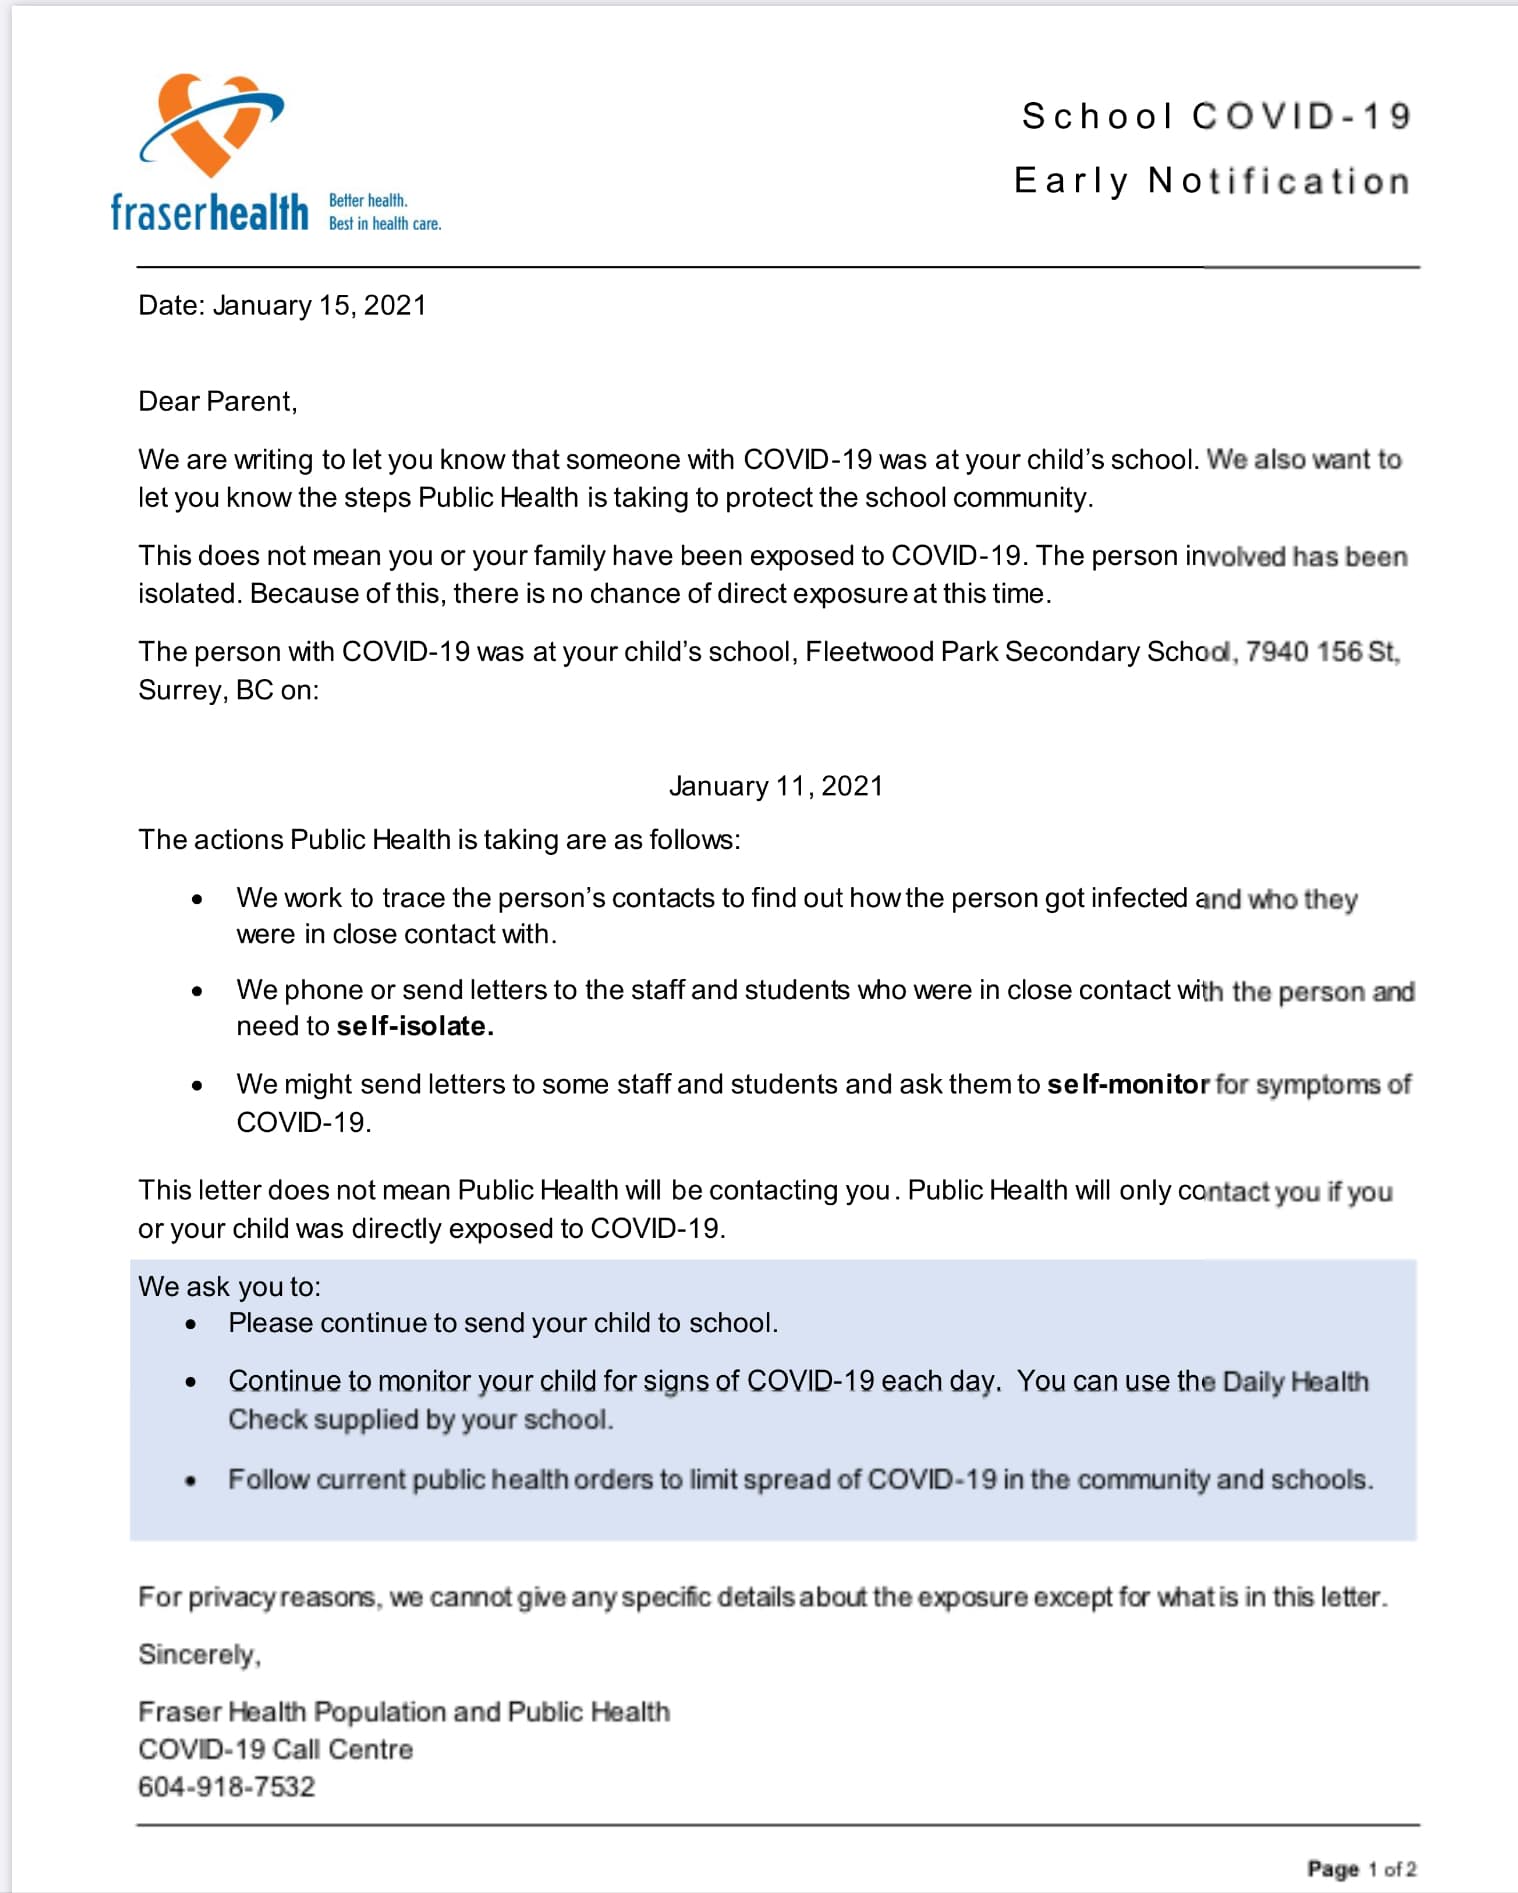 School COVID-19
Early Notification
fraserhealth
Better health.
Best in health care.
Date: January 15, 2021
Dear Parent,
We are writing to let you know that someone with COVID-19 was at your child's school. We also want to
let you know the steps Public Health is taking to protect the school community.
This does not mean you or your family have been exposed to COVID-19. The person involved has been
isolated. Because of this, there is no chance of direct exposure at this time.
The person with COVID-19 was at your child's school, Fleetwood Park Secondary School, 7940 156 St,
Surrey, BC on:
January 11, 2021
The actions Public Health is taking are as follows:
• We work to trace the person's contacts to find out how the person got infected and who they
were in close contact with.
• We phone or send letters to the staff and students who were in close contact with the person and
need to self-isolate.
• We might send letters to some staff and students and ask them to self-monitor for symptoms of
COVID-19.
This letter does not mean Public Health will be contacting you. Public Health will only contact you if you
or your child was directly exposed to COVID-19.
We ask you to:
• Please continue to send your child to school.
• Continue to monitor your child for signs of COVID-19 each day. You can use the Daily Health
Check supplied by your school.
• Follow current public health orders to limit spread of COVID-19 in the community and schools.
For privacy reasons, we cannot give any specific details about the exposure except for what is in this letter.
Sincerely,
Fraser Health Population and Public Health
COVID-19 Call Centre
604-918-7532
Page 1 of 2